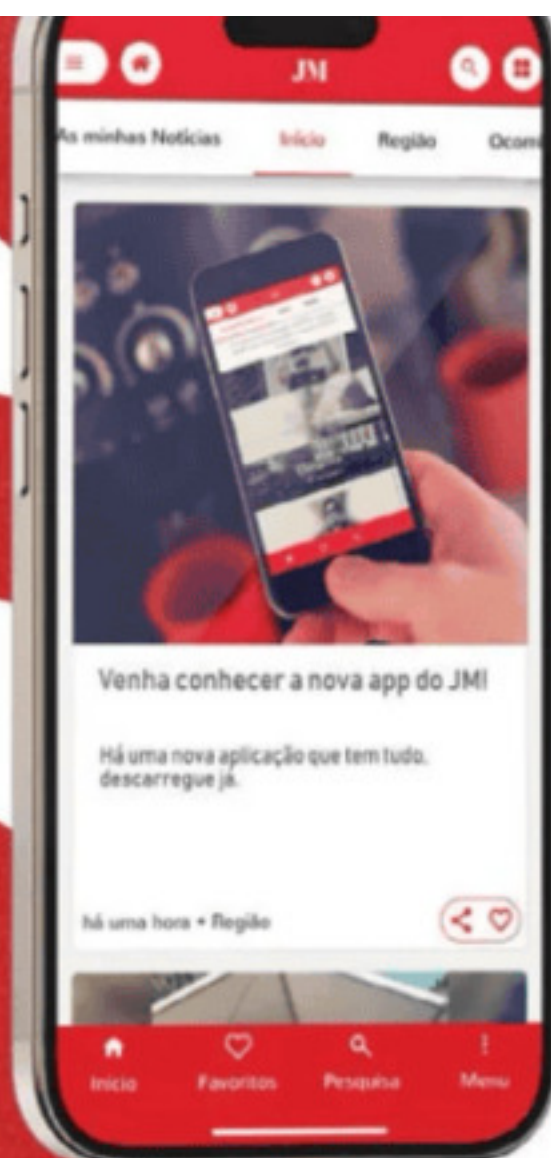 JM
As minhas Notícias Início Região Ocorr
Venha conhecer a nova app do JM!
Há uma nova aplicação que tem tudo.
descarregue já.
há uma hora • Região
Início Favoritos Pesquisa Menu